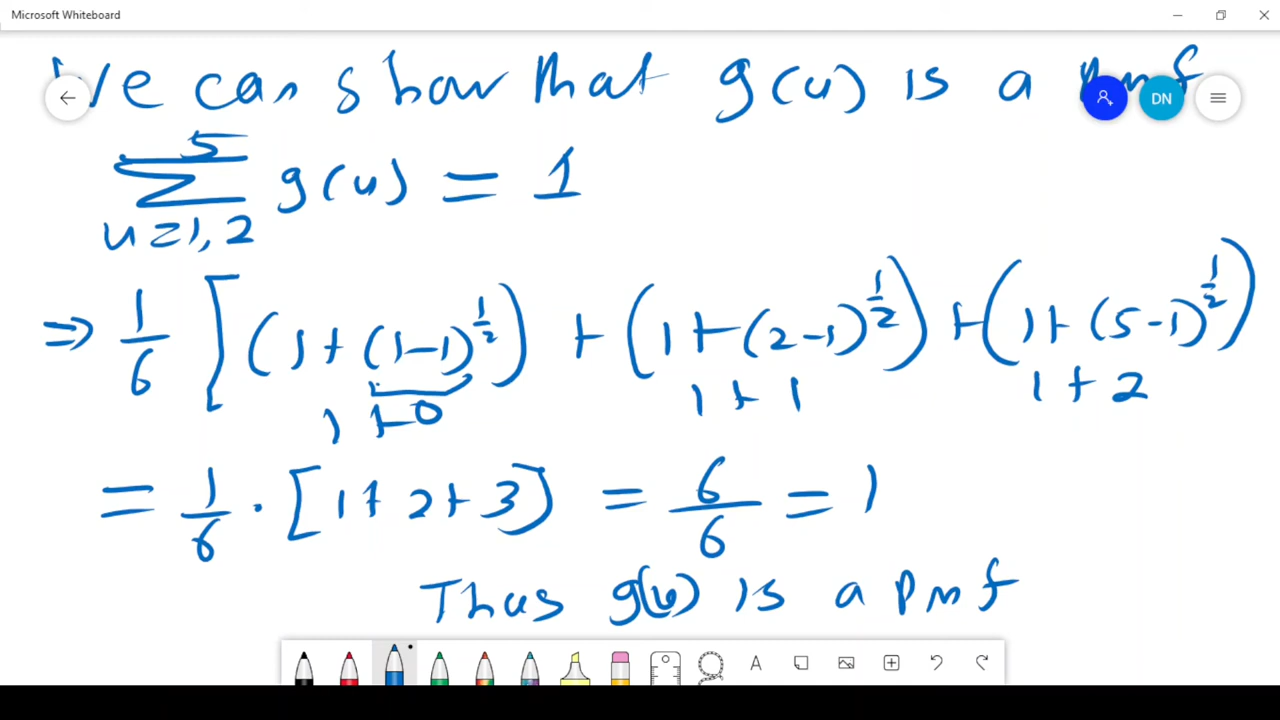 Microsoft Whiteboard
We can show that g(u) is a pmf
DN
5
∑ g(u) = 1
u=1,2
⇒ 1/6 [(1+(1-1)^1/2) + (1+(2-1)^1/2) + (1+(5-1)^1/2)
1+0 1+1 1+2
= 1/6 · [1+2+3] = 6/6 = 1
Thus g(u) is a pmf
A